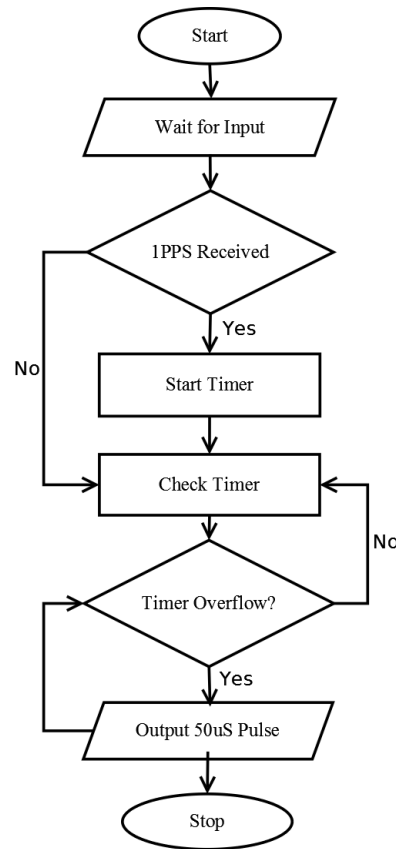 Start
Wait for Input
1PPS Received
Yes
Start Timer
No
Check Timer
No
Timer Overflow?
Yes
Output 50uS Pulse
Stop